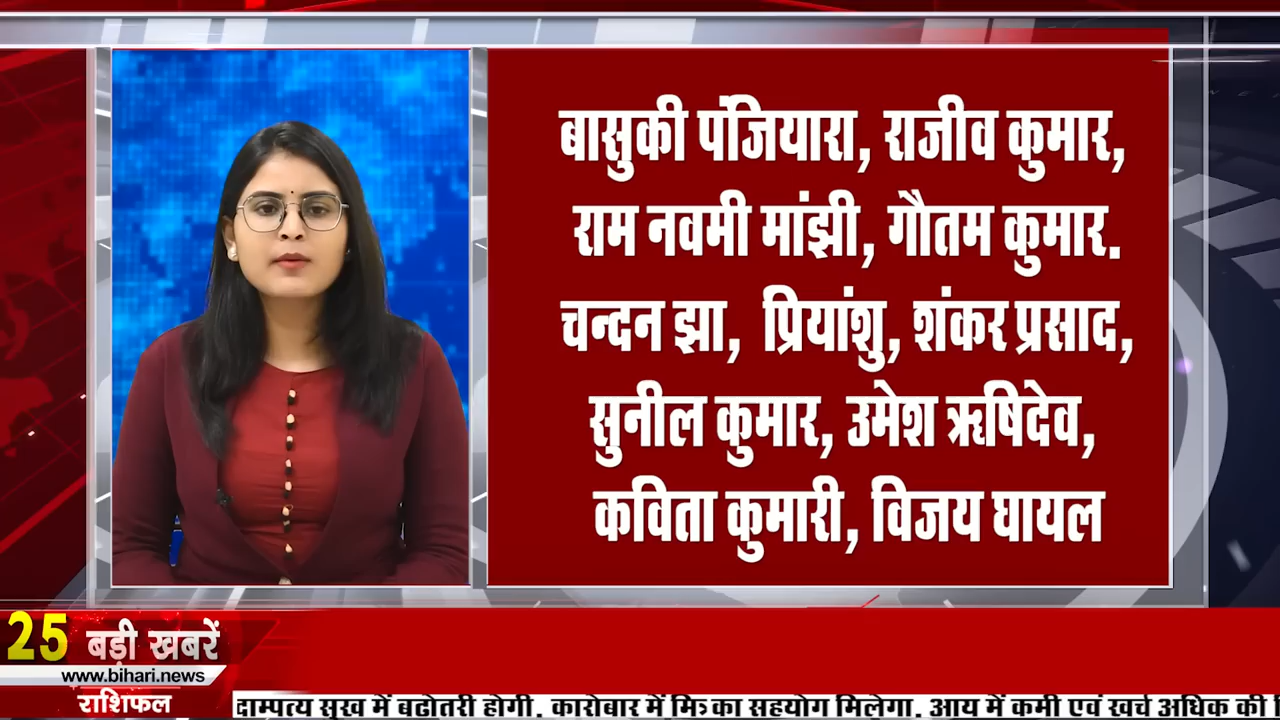 बासुकी पंजियारा, राजीव कुमार,
राम नवमी मांझी, गौतम कुमार.
चन्दन झा, प्रियांशु, शंकर प्रसाद,
सुनील कुमार, उमेश ऋषिदेव,
कविता कुमारी, विजय घायल
25 बड़ी खबरें
www.bihari.news
राशिफल
दाम्पत्य सुख में बढोतरी होगी. कारोबार में मित्र का सहयोग मिलेगा. आय में कमी एवं खर्च अधिक की